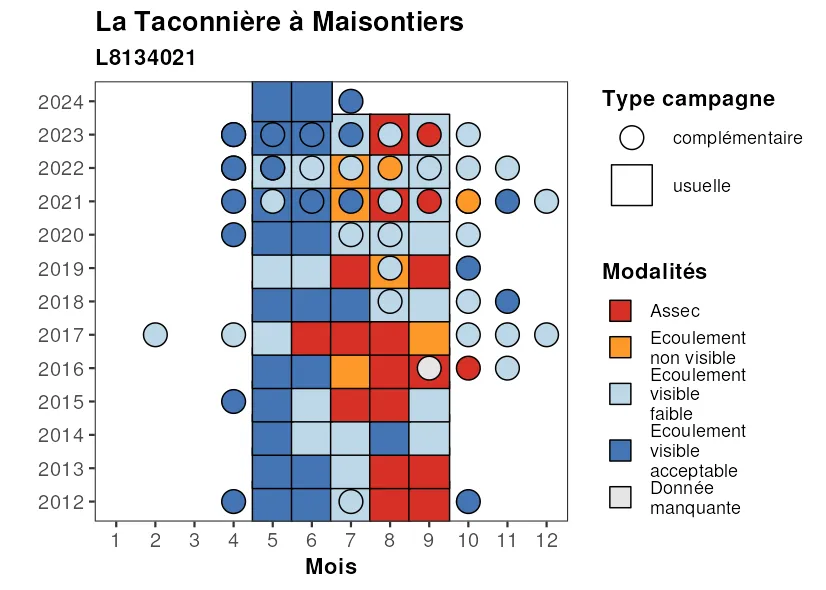 La Taconnière à Maisontiers
L8134021
2024
2023
2022
2021
2020
2019
2018
2017
2016
2015
2014
2013
2012
1 2 3 4 5 6 7 8 9 10 11 12
Mois
Type campagne
complémentaire
usuelle
Modalités
Assec
Ecoulement
non visible
Ecoulement
visible
faible
Ecoulement
visible
acceptable
Donnée
manquante